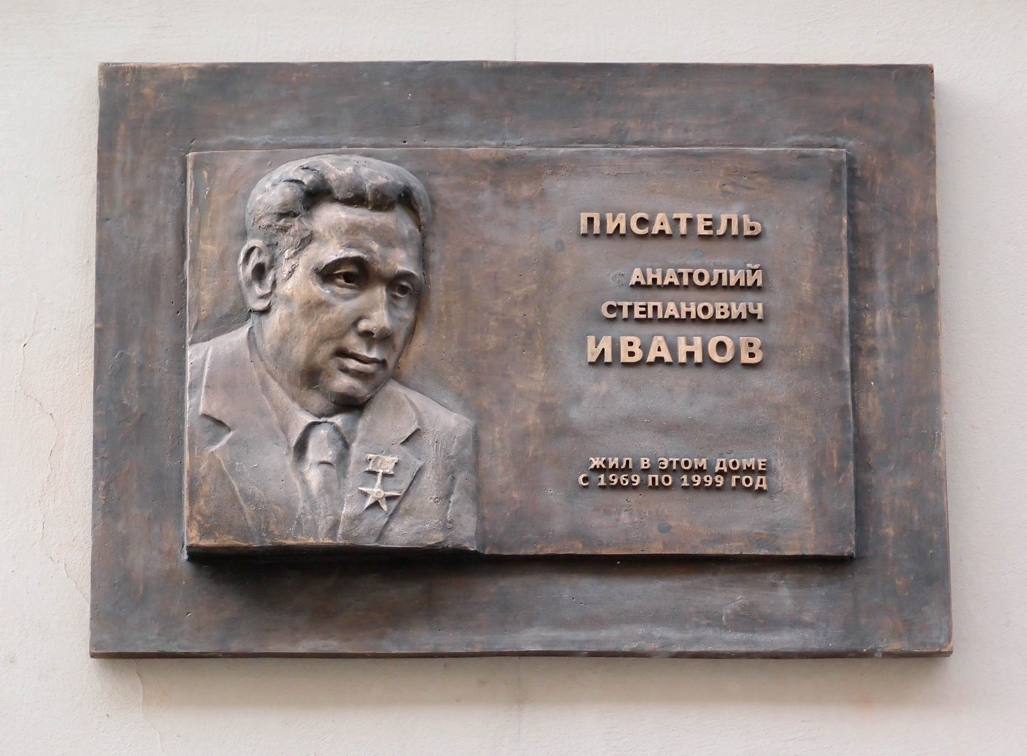 ПИСАТЕЛЬ
АНАТОЛИЙ
СТЕПАНОВИЧ
ИВАНОВ
ЖИЛ В ЭТОМ ДОМЕ
С 1969 ПО 1999 ГОД